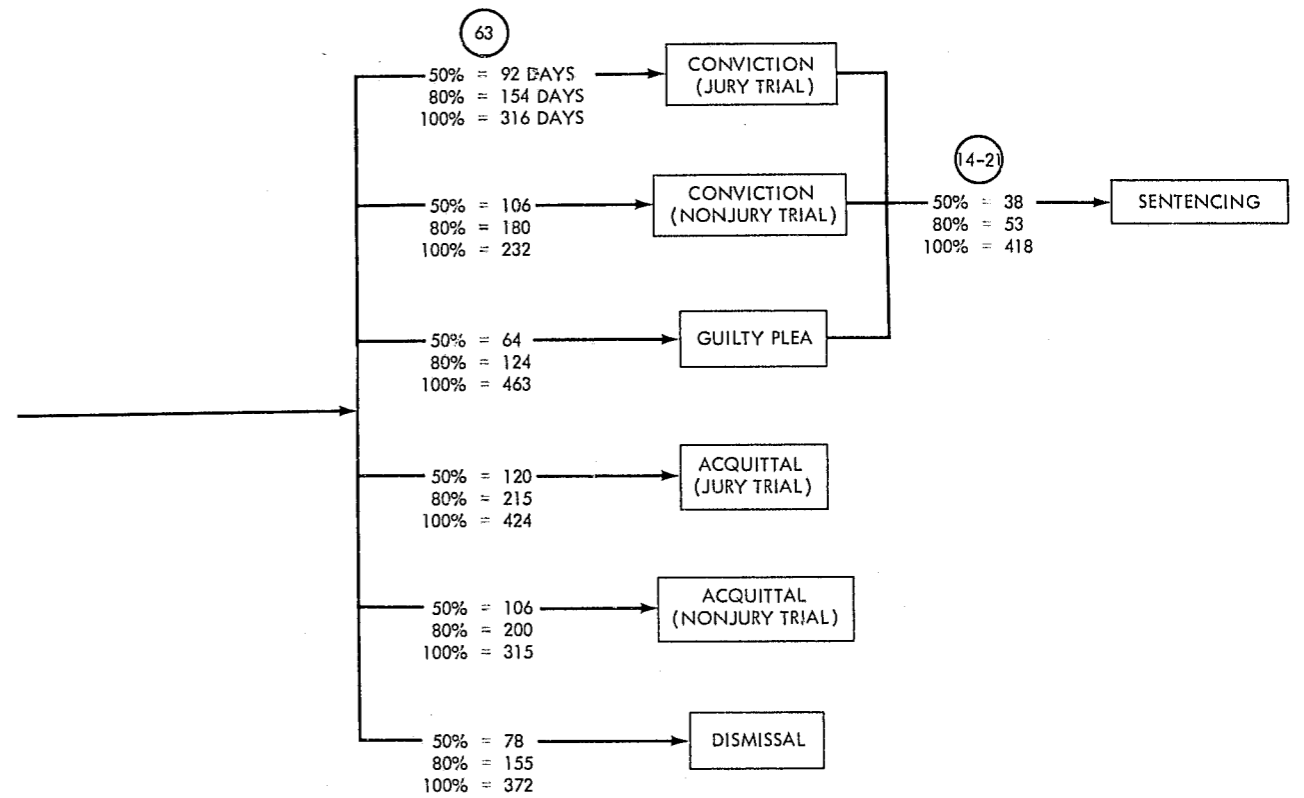 63
50% = 92 DAYS
80% = 154 DAYS
100% = 316 DAYS
CONVICTION
(JURY TRIAL)
50% = 106
80% = 180
100% = 232
CONVICTION
(NONJURY TRIAL)
14-21
50% = 38
80% = 53
100% = 418
SENTENCING
50% = 64
80% = 124
100% = 463
GUILTY PLEA
50% = 120
80% = 215
100% = 424
ACQUITTAL
(JURY TRIAL)
50% = 106
80% = 200
100% = 315
ACQUITTAL
(NONJURY TRIAL)
50% = 78
80% = 155
100% = 372
DISMISSAL